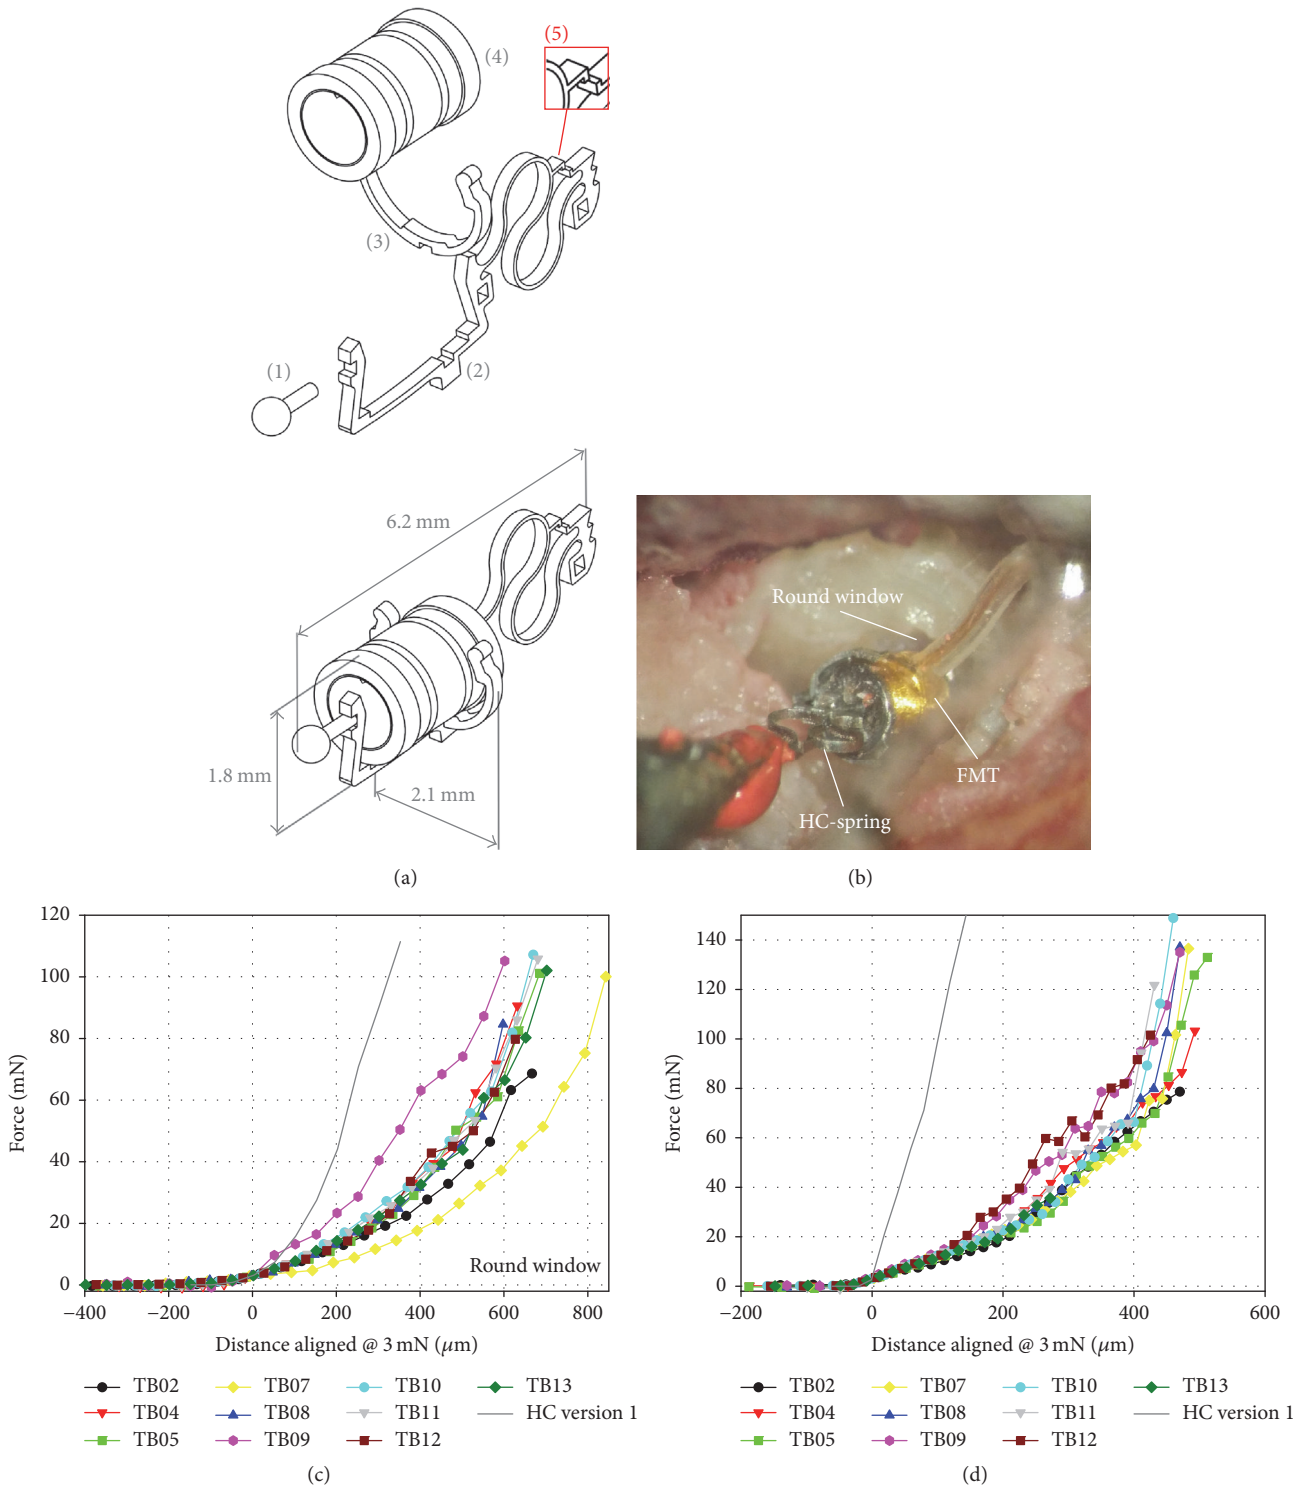 (5)
(4)
(3)
(1)
(2)
6.2 mm
1.8 mm
2.1 mm
Round window
FMT
HC-spring
(a)
(b)
120
100
80
60
40
20
0
Force (mN)
−400
−200
0
200
400
600
800
Round window
Distance aligned @ 3 mN (μm)
TB02
TB07
TB10
TB13
TB04
TB08
TB11
HC version 1
TB05
TB09
TB12
(c)
140
120
100
80
60
40
20
0
Force (mN)
−200
0
200
400
600
Distance aligned @ 3 mN (μm)
TB02
TB07
TB10
TB13
TB04
TB08
TB11
HC version 1
TB05
TB09
TB12
(d)